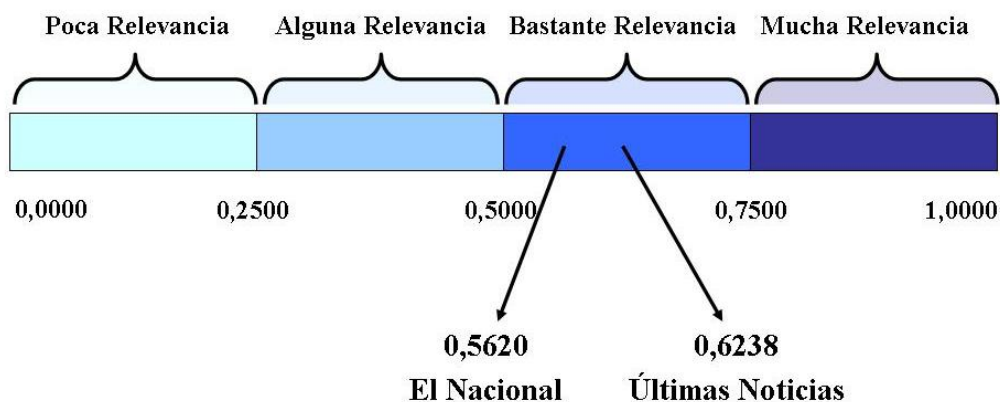 Poca Relevancia Alguna Relevancia Bastante Relevancia Mucha Relevancia
0,0000 0,2500 0,5000 0,7500 1,0000
0,5620 0,6238
El Nacional Últimas Noticias